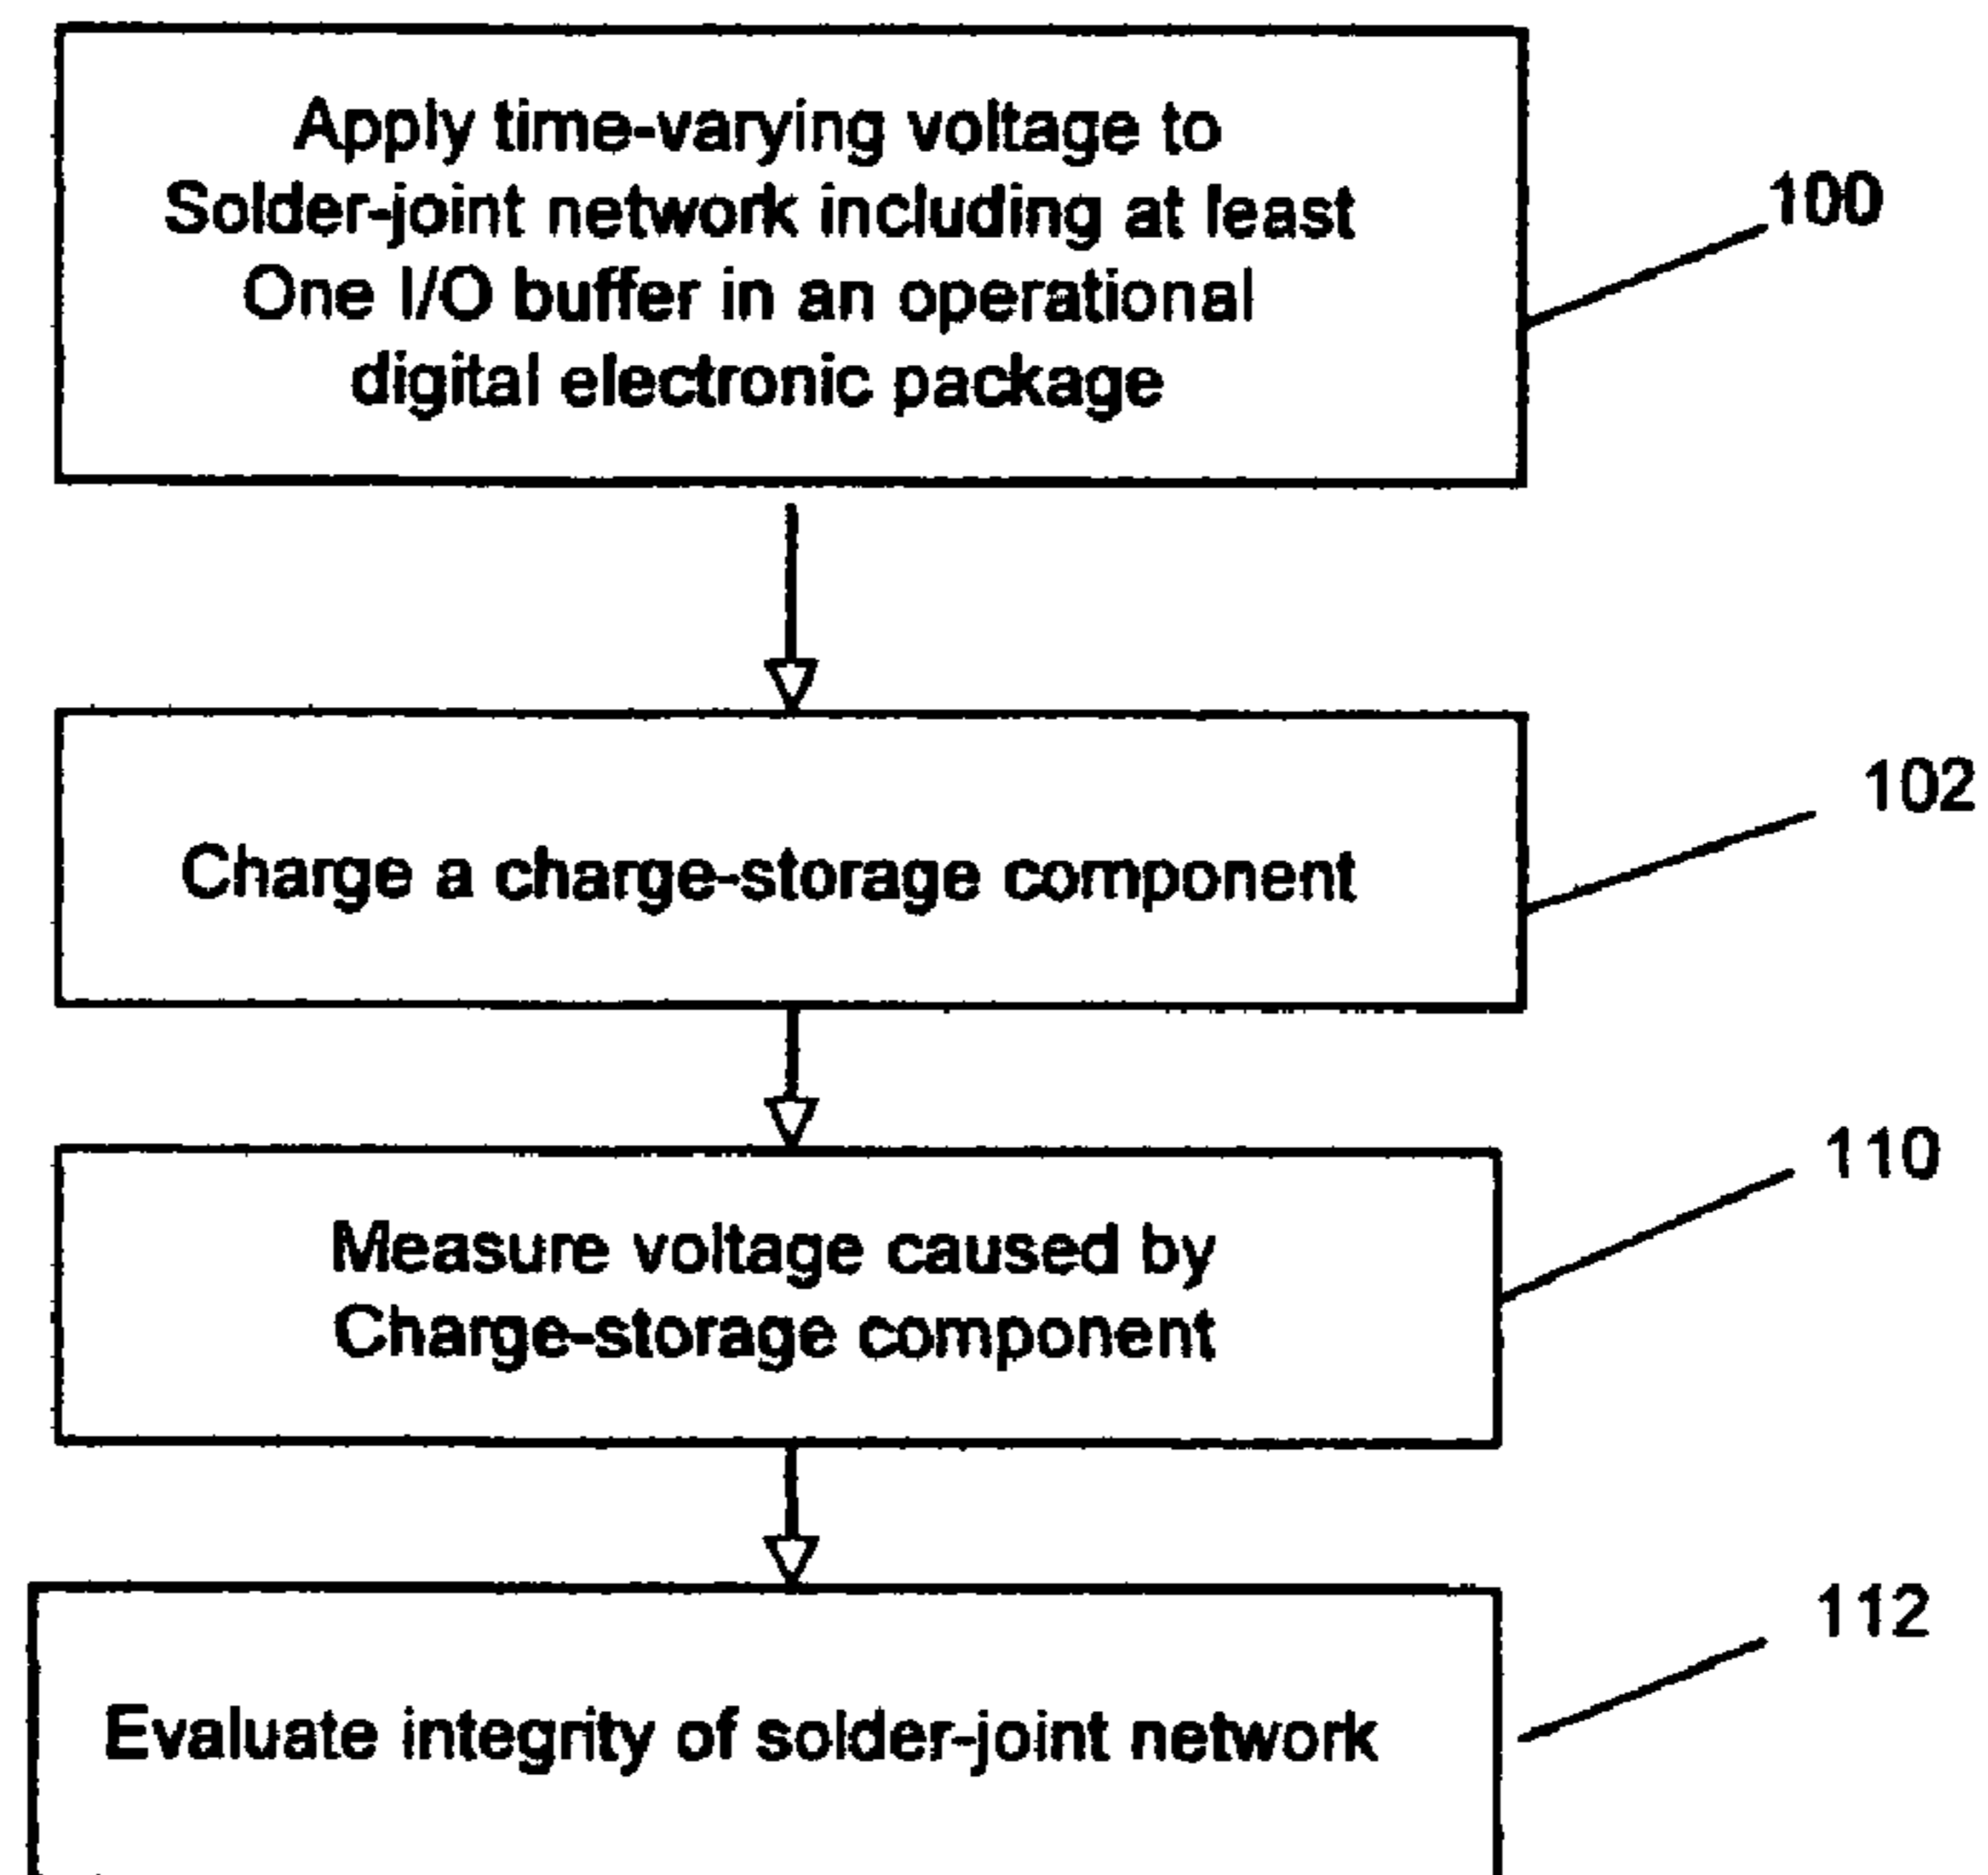 Apply time-varying voltage to
Solder-joint network including at least
One I/O buffer in an operational
digital electronic package
100
Charge a charge-storage component
102
Measure voltage caused by
Charge-storage component
110
Evaluate integrity of solder-joint network
112